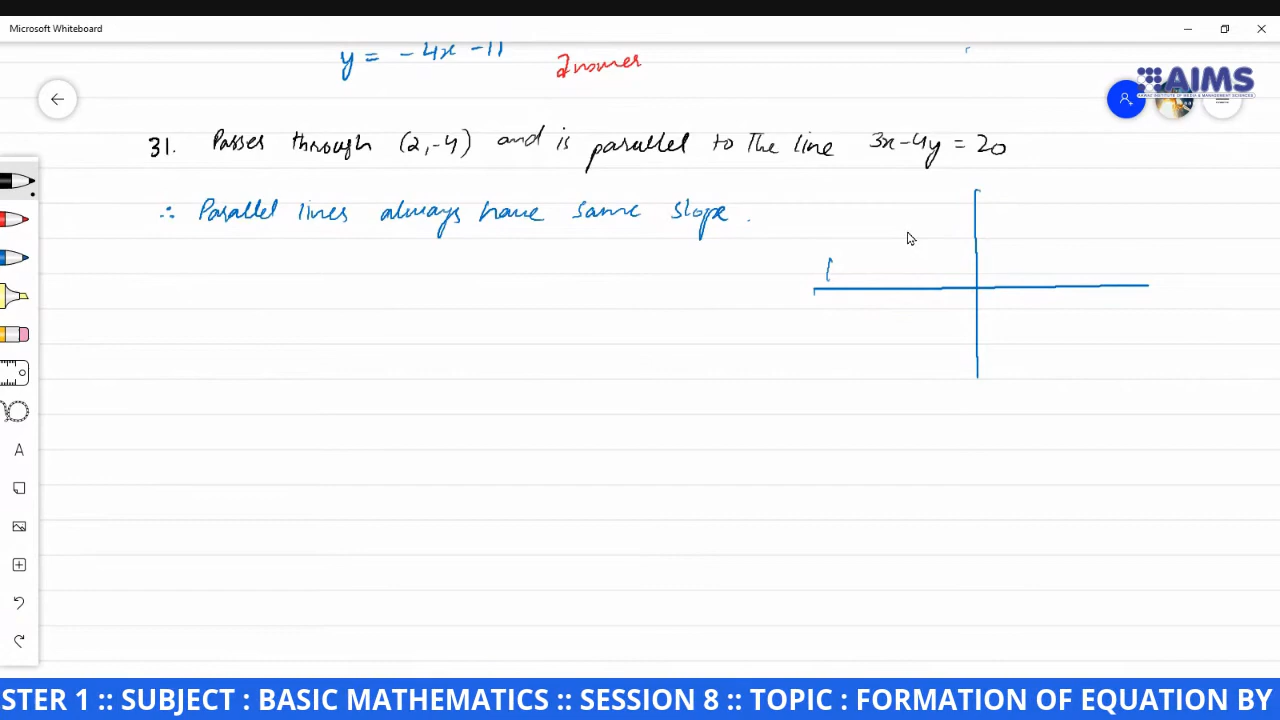 Microsoft Whiteboard
y = -4x -11 Answer
AIMS
31. Passes through (2,-4) and is parallel to The line 3x-4y = 20
∴ Parallel lines always have same slope.
A
STER 1 :: SUBJECT : BASIC MATHEMATICS :: SESSION 8 :: TOPIC : FORMATION OF EQUATION BY